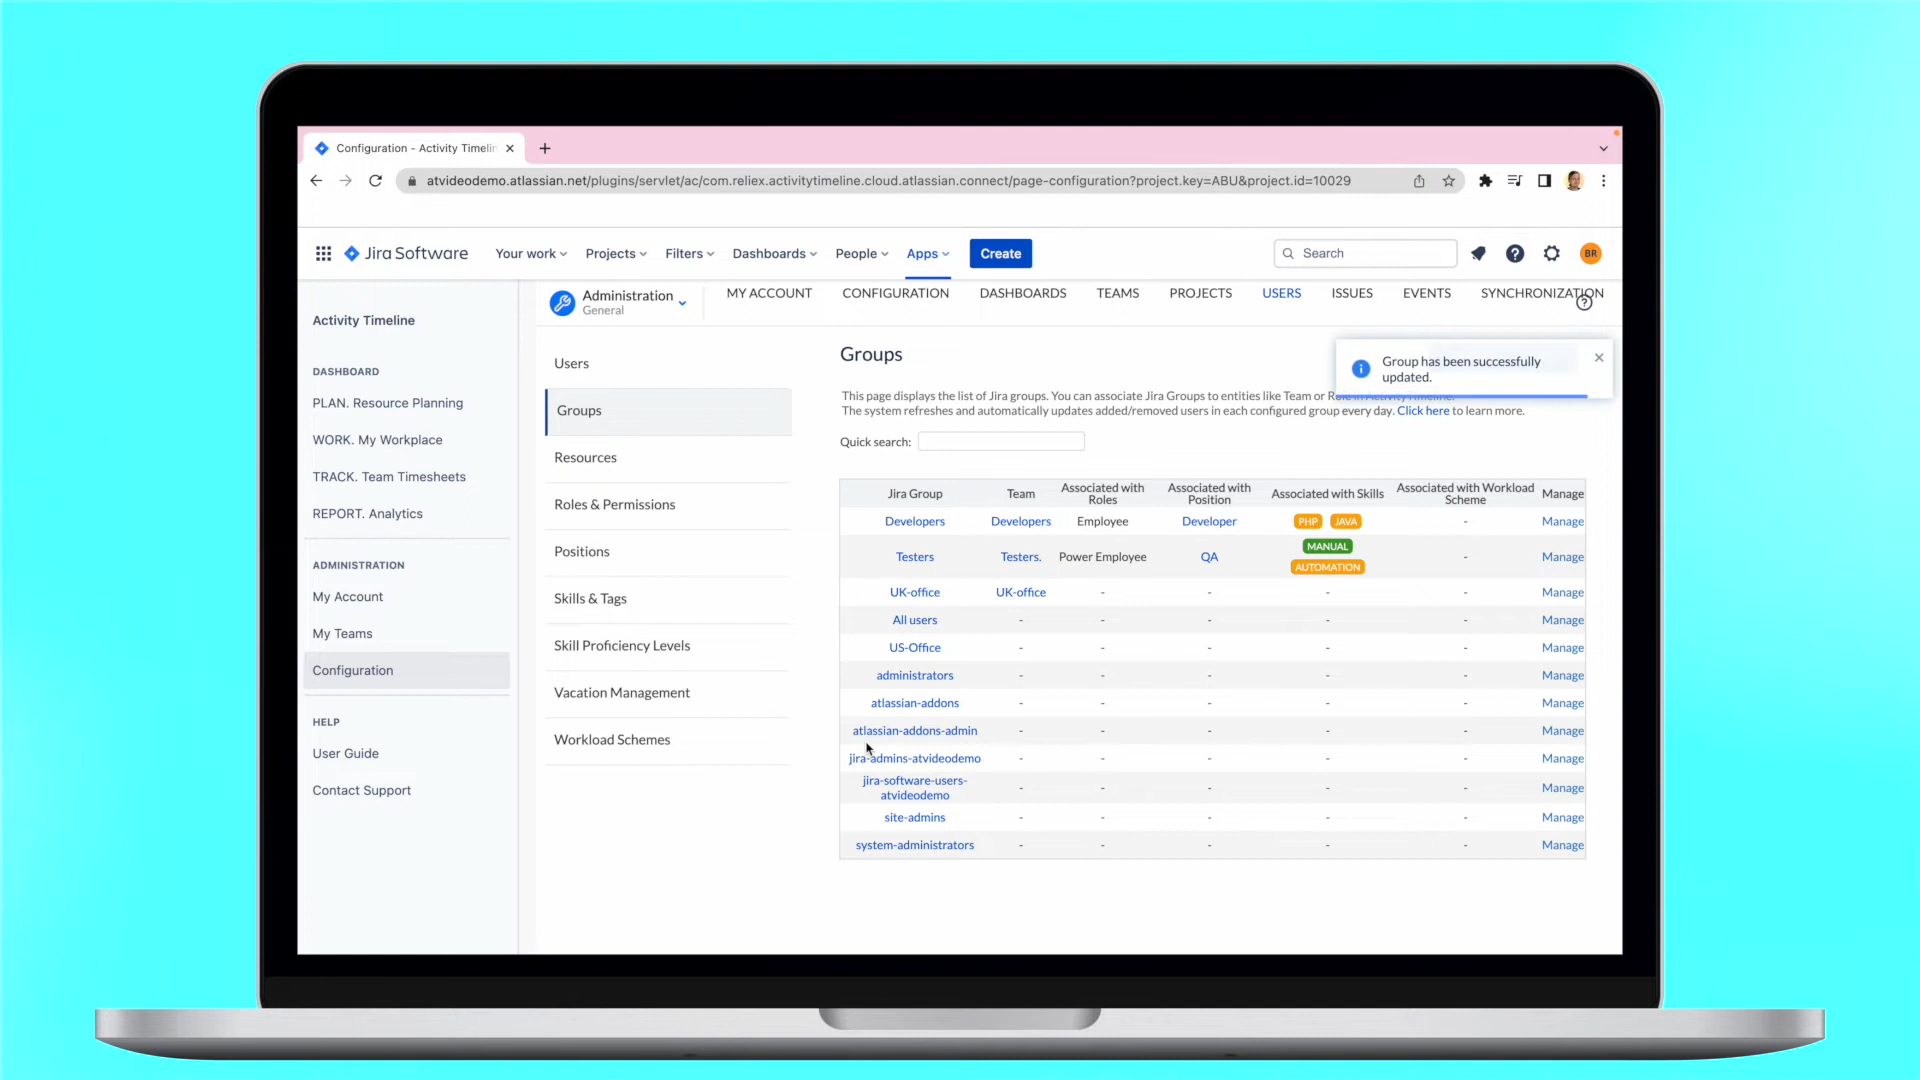 Configuration - Activity Timelin
atvideodemo.atlassian.net/plugins/servlet/ac/com.reliex.activitytimeline.cloud.atlassian.connect/page-configuration?project.key=ABU&project.id=10029
Jira Software
Your work
Projects
Filters
Dashboards
People
Apps
Create
Search
BR
Activity Timeline
DASHBOARD
PLAN. Resource Planning
WORK. My Workplace
TRACK. Team Timesheets
REPORT. Analytics
ADMINISTRATION
My Account
My Teams
Configuration
HELP
User Guide
Contact Support
Administration
General
MY ACCOUNT
CONFIGURATION
DASHBOARDS
TEAMS
PROJECTS
USERS
ISSUES
EVENTS
SYNCHRONIZATION
Users
Groups
Resources
Roles & Permissions
Positions
Skills & Tags
Skill Proficiency Levels
Vacation Management
Workload Schemes
Groups
Group has been successfully
updated.
This page displays the list of Jira groups. You can associate Jira Groups to entities like Team or Role in ActivityTimeline.
The system refreshes and automatically updates added/removed users in each configured group every day. Click here to learn more.
Quick search:
Jira Group Team Associated with Roles Associated with Position Associated with Skills Associated with Workload Scheme Manage
Developers Developers Employee Developer PHP JAVA - Manage
Testers Testers. Power Employee QA MANUAL AUTOMATION - Manage
UK-office UK-office - - - - Manage
All users - - - - - Manage
US-Office - - - - - Manage
administrators - - - - - Manage
atlassian-addons - - - - - Manage
atlassian-addons-admin - - - - - Manage
jira-admins-atvideodemo - - - - - Manage
jira-software-users-atvideodemo - - - - - Manage
site-admins - - - - - Manage
system-administrators - - - - - Manage